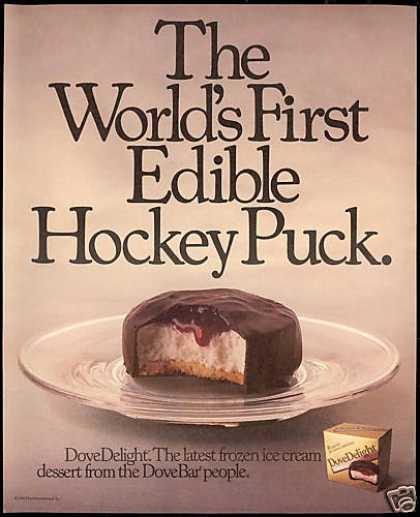 The
World's First
Edible
Hockey Puck.
DoveDelight. The latest frozen ice cream
dessert from the DoveBar people.
DoveDelight